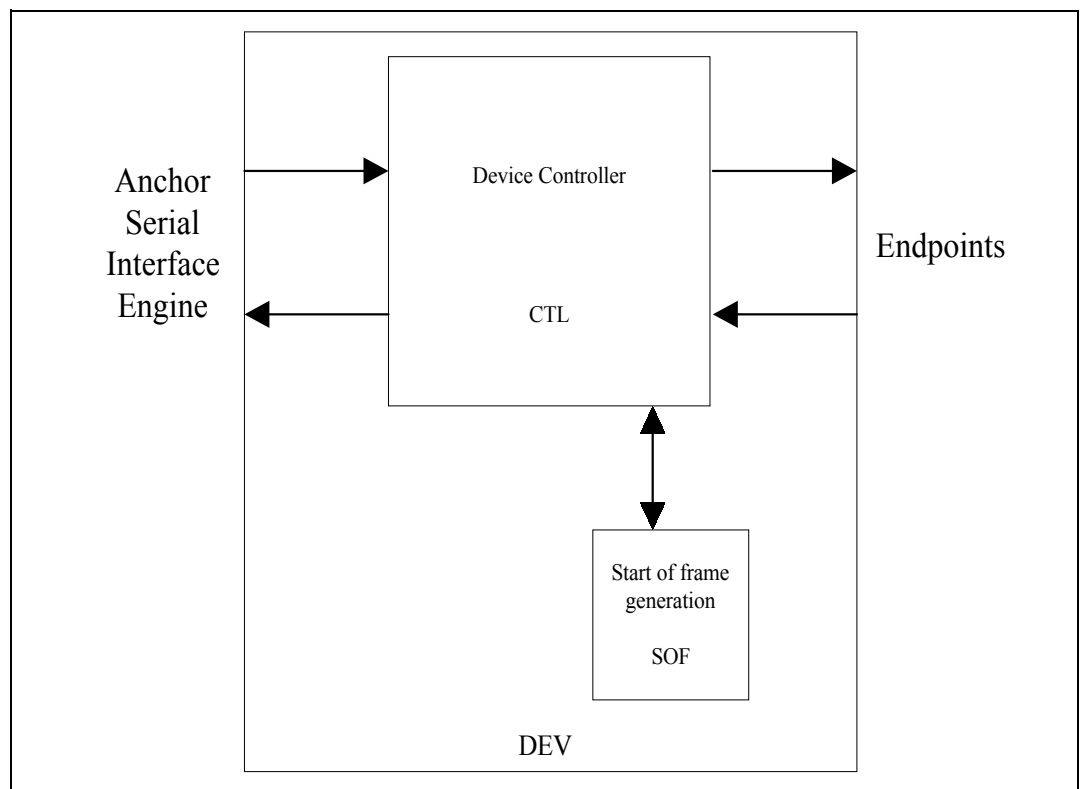 Anchor
Serial
Interface
Engine
Device Controller
CTL
Endpoints
Start of frame
generation
SOF
DEV